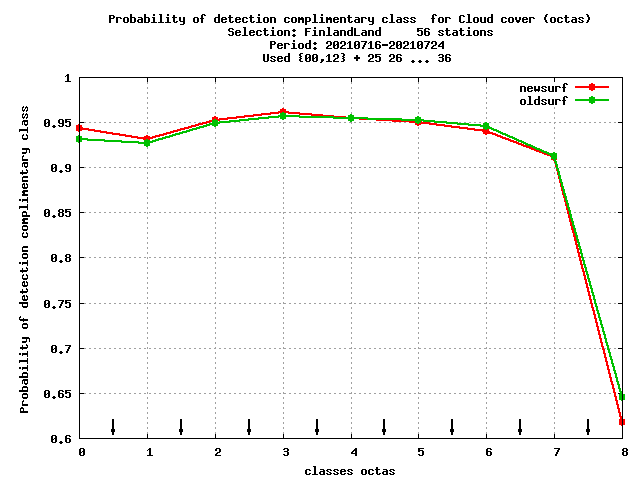 Probability of detection complimentary class  for Cloud cover (octas)
Selection: FinlandLand     56 stations
Period: 20210716-20210724
Used {00,12} + 25 26 ... 36
newsurf
oldsurf
Probability of detection complimentary class
1
0.95
0.9
0.85
0.8
0.75
0.7
0.65
0.6
0 1 2 3 4 5 6 7 8
classes octas